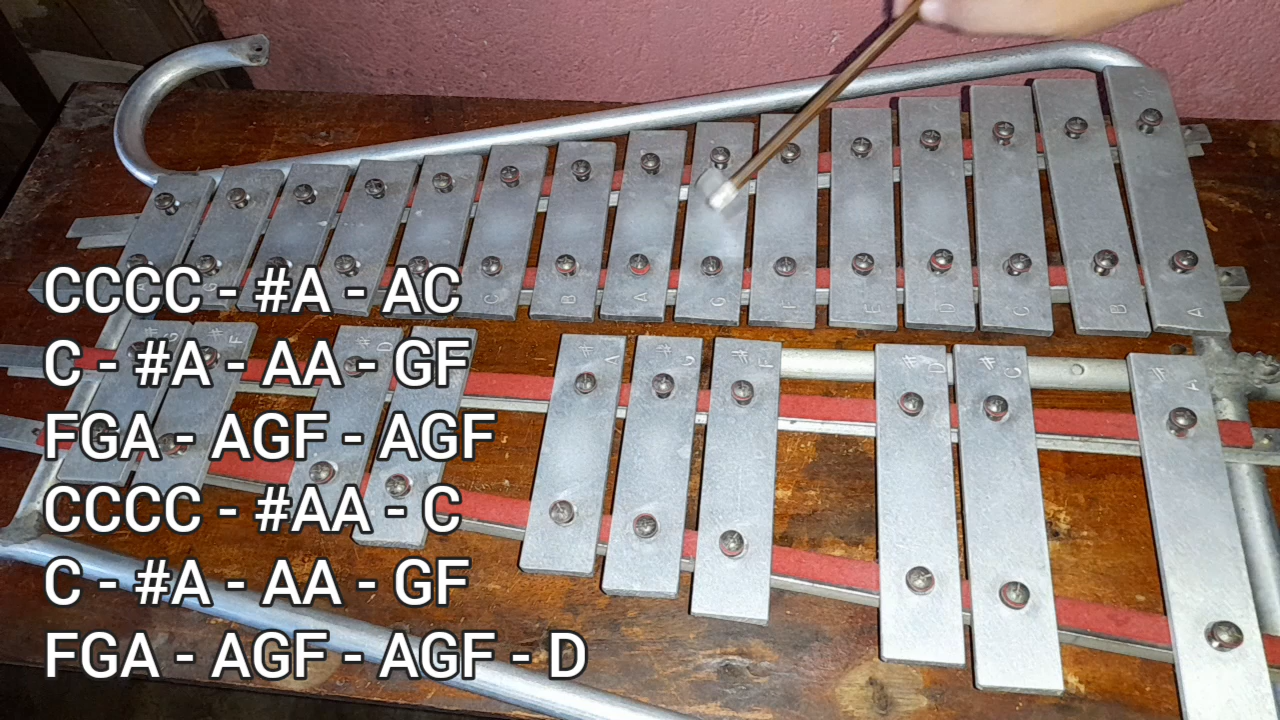 CCCC - #A - AC
C - #A - AA - GF
FGA - AGF - AGF
CCCC - #AA - C
C - #A - AA - GF
FGA - AGF - AGF - D
C B A G F E D C B A
#G #F #D #A #G #F #D #C #A